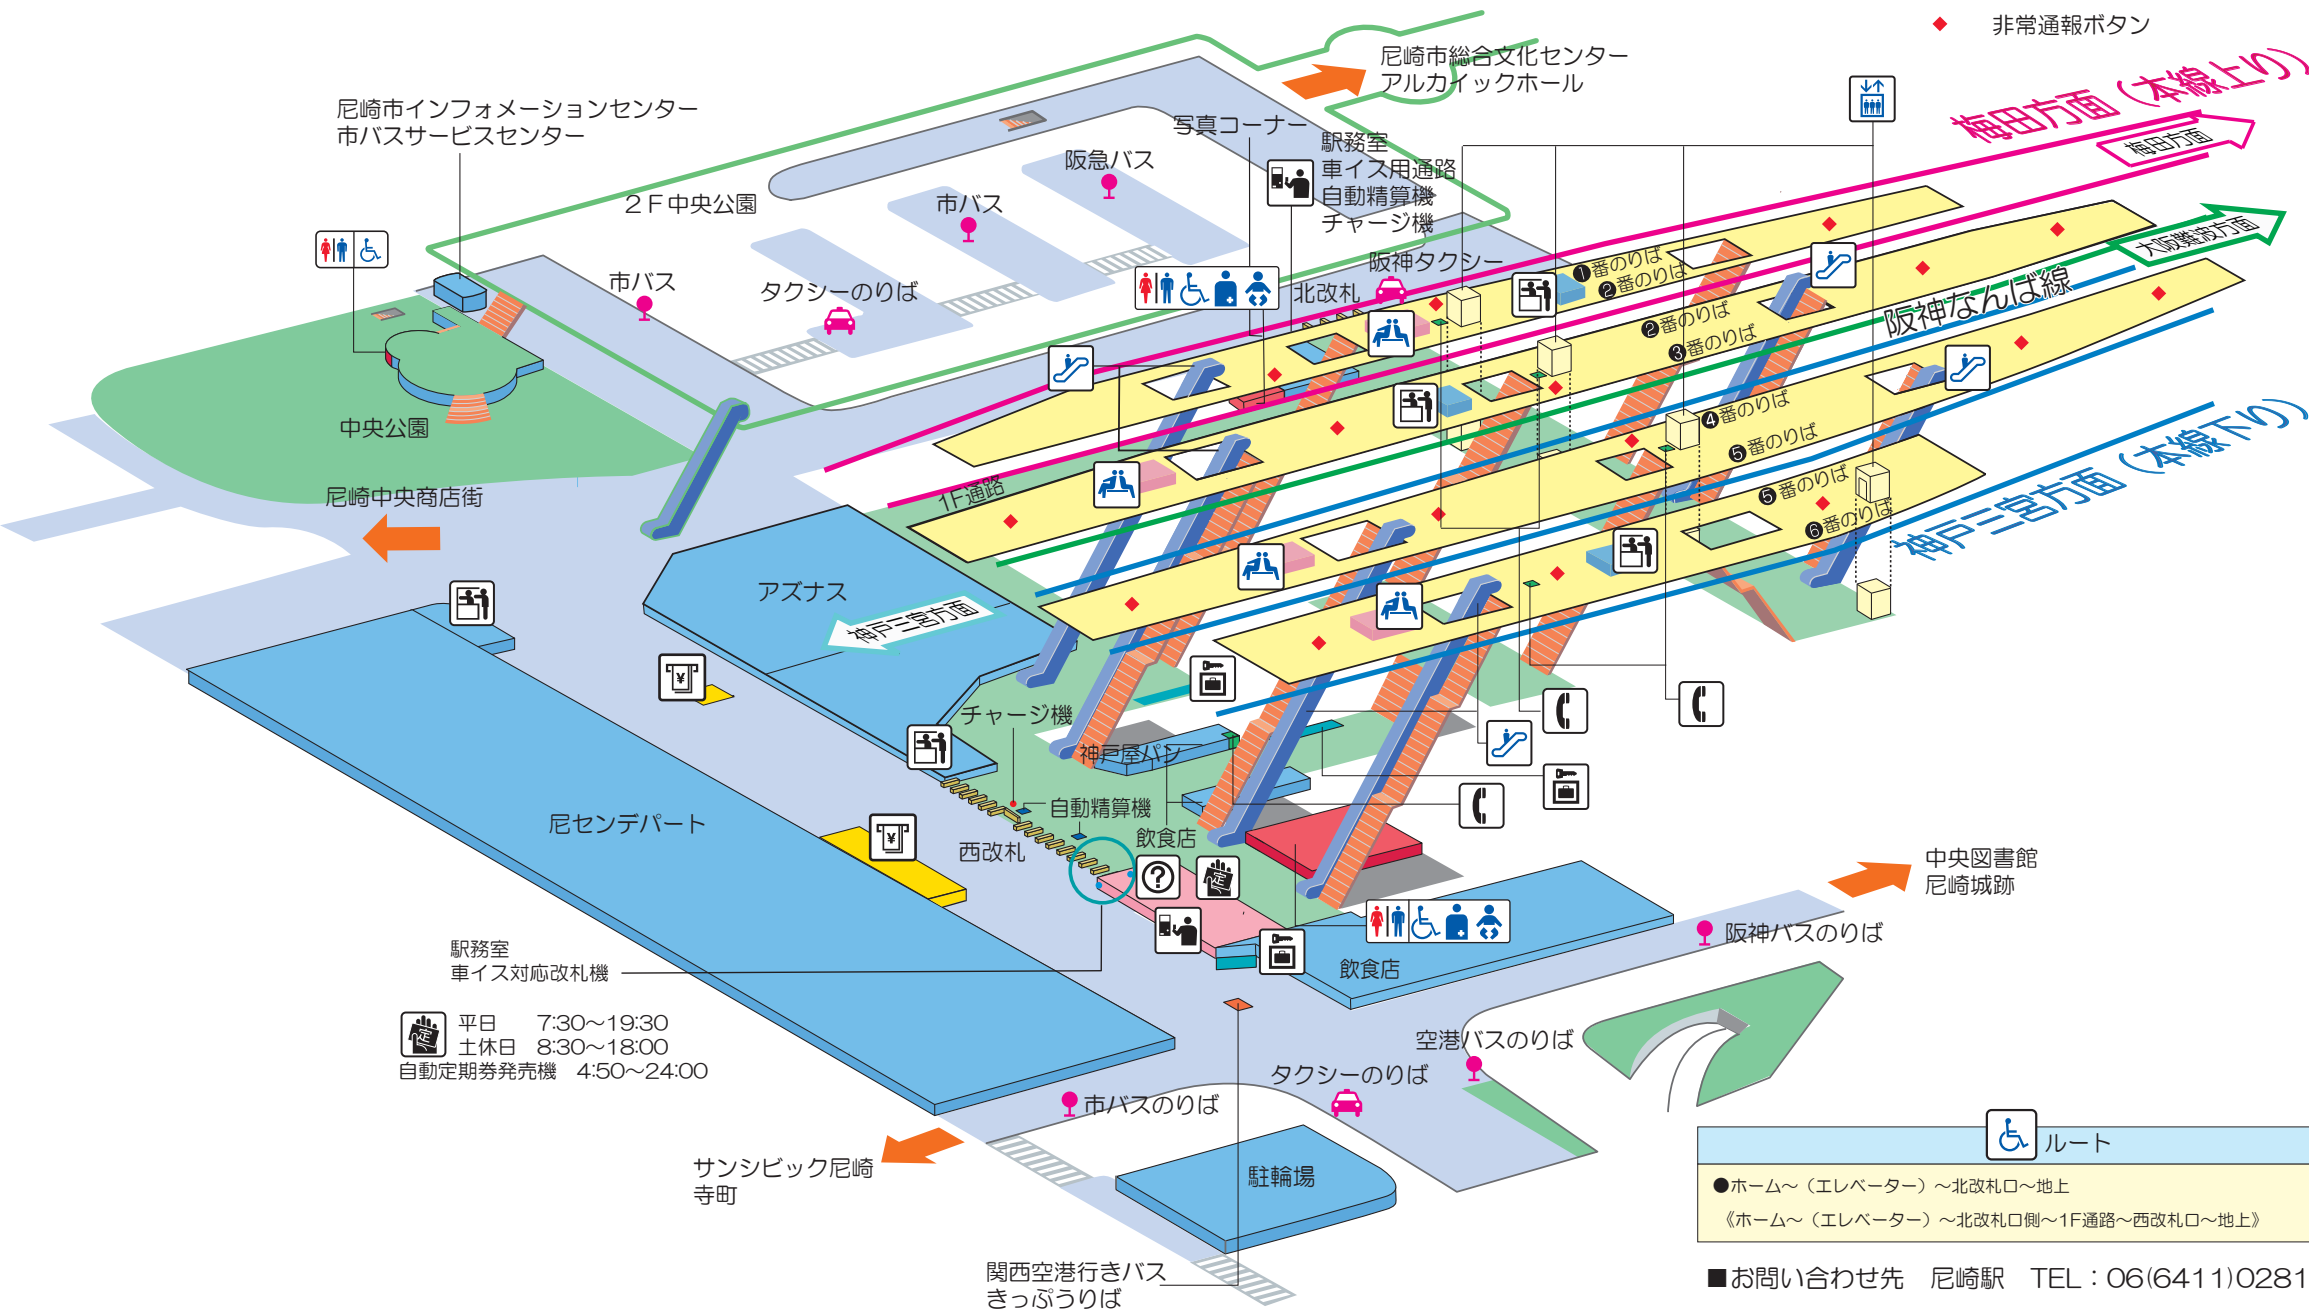 非常通報ボタン
尼崎市総合文化センター
アルカイックホール
梅田方面（本線上り）
梅田方面
尼崎市インフォメーションセンター
市バスサービスセンター
写真コーナー
駅務室
車イス用通路
自動精算機
チャージ機
阪急バス
2F中央公園
市バス
市バス
タクシーのりば
阪神タクシー
北改札
大阪難波方面
阪神なんば線
❶番のりば
❷番のりば
❷番のりば
❸番のりば
❹番のりば
❺番のりば
❺番のりば
❻番のりば
神戸三宮方面（本線下り）
中央公園
尼崎中央商店街
1F通路
アズナス
神戸三宮方面
¥
チャージ機
神戸屋パン
自動精算機
飲食店
西改札
尼センデパート
¥
?
定
中央図書館
尼崎城跡
阪神バスのりば
飲食店
駅務室
車イス対応改札機
定
平日 7:30〜19:30
土休日 8:30〜18:00
自動定期券発売機 4:50〜24:00
空港バスのりば
タクシーのりば
市バスのりば
サンシビック尼崎
寺町
駐輪場
関西空港行きバス
きっぷうりば
ルート
●ホーム〜（エレベーター）〜北改札口〜地上
《ホーム〜（エレベーター）〜北改札口側〜1F通路〜西改札口〜地上》
■お問い合わせ先 尼崎駅 TEL：06(6411)0281